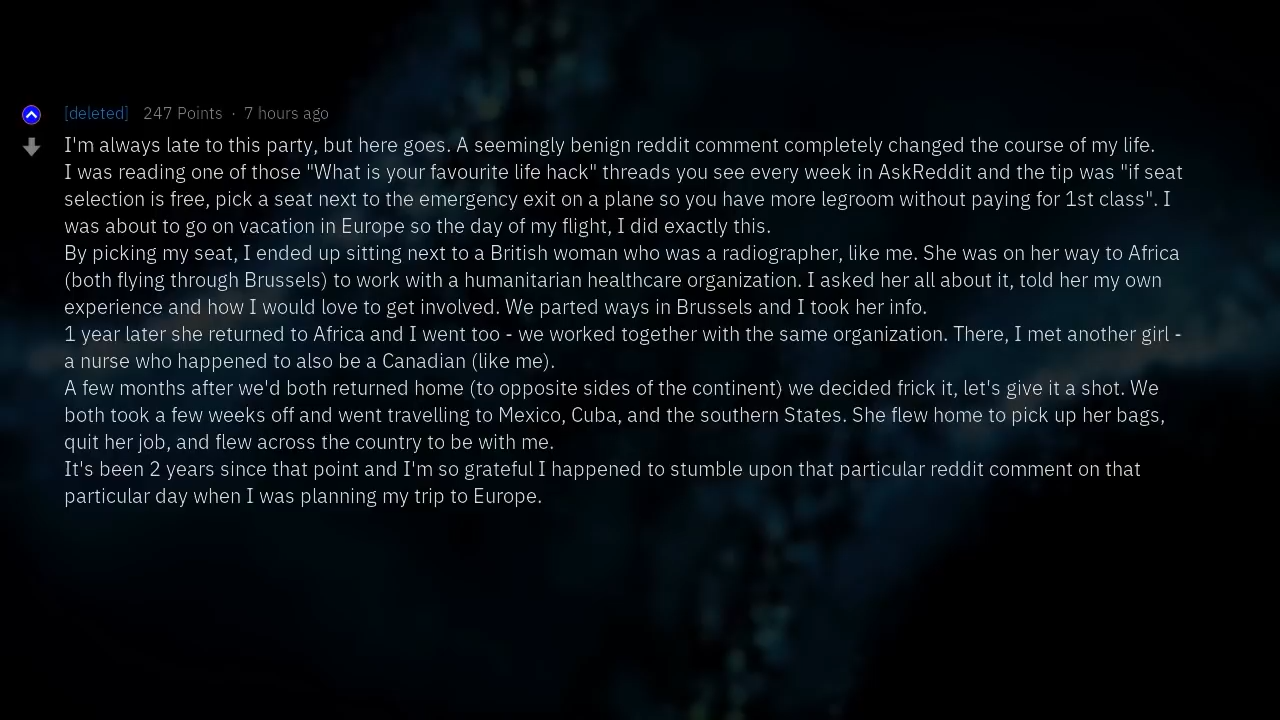 [deleted] 247 Points · 7 hours ago
I'm always late to this party, but here goes. A seemingly benign reddit comment completely changed the course of my life.
I was reading one of those "What is your favourite life hack" threads you see every week in AskReddit and the tip was "if seat
selection is free, pick a seat next to the emergency exit on a plane so you have more legroom without paying for 1st class". I
was about to go on vacation in Europe so the day of my flight, I did exactly this.
By picking my seat, I ended up sitting next to a British woman who was a radiographer, like me. She was on her way to Africa
(both flying through Brussels) to work with a humanitarian healthcare organization. I asked her all about it, told her my own
experience and how I would love to get involved. We parted ways in Brussels and I took her info.
1 year later she returned to Africa and I went too - we worked together with the same organization. There, I met another girl -
a nurse who happened to also be a Canadian (like me).
A few months after we'd both returned home (to opposite sides of the continent) we decided frick it, let's give it a shot. We
both took a few weeks off and went travelling to Mexico, Cuba, and the southern States. She flew home to pick up her bags,
quit her job, and flew across the country to be with me.
It's been 2 years since that point and I'm so grateful I happened to stumble upon that particular reddit comment on that
particular day when I was planning my trip to Europe.